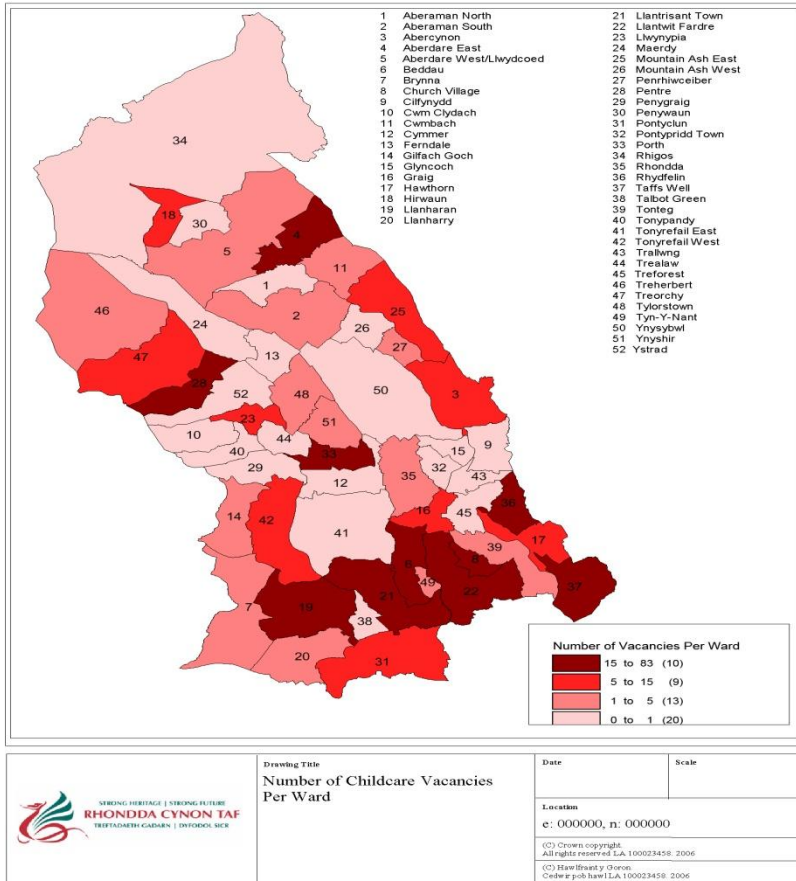 1 Aberaman North
2 Aberaman South
3 Abercynon
4 Aberdare East
5 Aberdare West/Llwydcoed
6 Beddau
7 Brynna
8 Church Village
9 Cilfynydd
10 Cwm Clydach
11 Cwmbach
12 Cymmer
13 Ferndale
14 Gilfach Goch
15 Glyncoch
16 Graig
17 Hawthorn
18 Hirwaun
19 Llanharan
20 Llanharry
21 Llantrisant Town
22 Llantwit Fardre
23 Llwynypia
24 Maerdy
25 Mountain Ash East
26 Mountain Ash West
27 Penrhiwceiber
28 Pentre
29 Penygraig
30 Penywaun
31 Pontyclun
32 Pontypridd Town
33 Porth
34 Rhigos
35 Rhondda
36 Rhydfelin
37 Taffs Well
38 Talbot Green
39 Tonteg
40 Tonypandy
41 Tonyrefail East
42 Tonyrefail West
43 Trallwng
44 Trealaw
45 Treforest
46 Treherbert
47 Treorchy
48 Tylorstown
49 Tyn-Y-Nant
50 Ynysybwl
51 Ynyshir
52 Ystrad
34
18
30
4
5
11
1
46
2
25
24
26
47
13
27
28
50
3
52
48
23
51
10
44
9
15
40
33
32
43
29
35
12
36
14
16
45
42
41
39
17
8
6
49
37
22
7
19
21
38
20
31
Number of Vacancies Per Ward
15 to 83 (10)
5 to 15 (9)
1 to 5 (13)
0 to 1 (20)
STRONG HERITAGE | STRONG FUTURE
RHONDDA CYNON TAF
TREFTADAETH GADARN | DYFODOL SICR
Drawing Title
Number of Childcare Vacancies
Per Ward
Date
Scale
Location
e: 000000, n: 000000
(C) Crown copyright.
All rights reserved LA 100023458. 2006
(C) Hawlfraint y Goron
Cedwir pob hawl LA 100023458. 2006